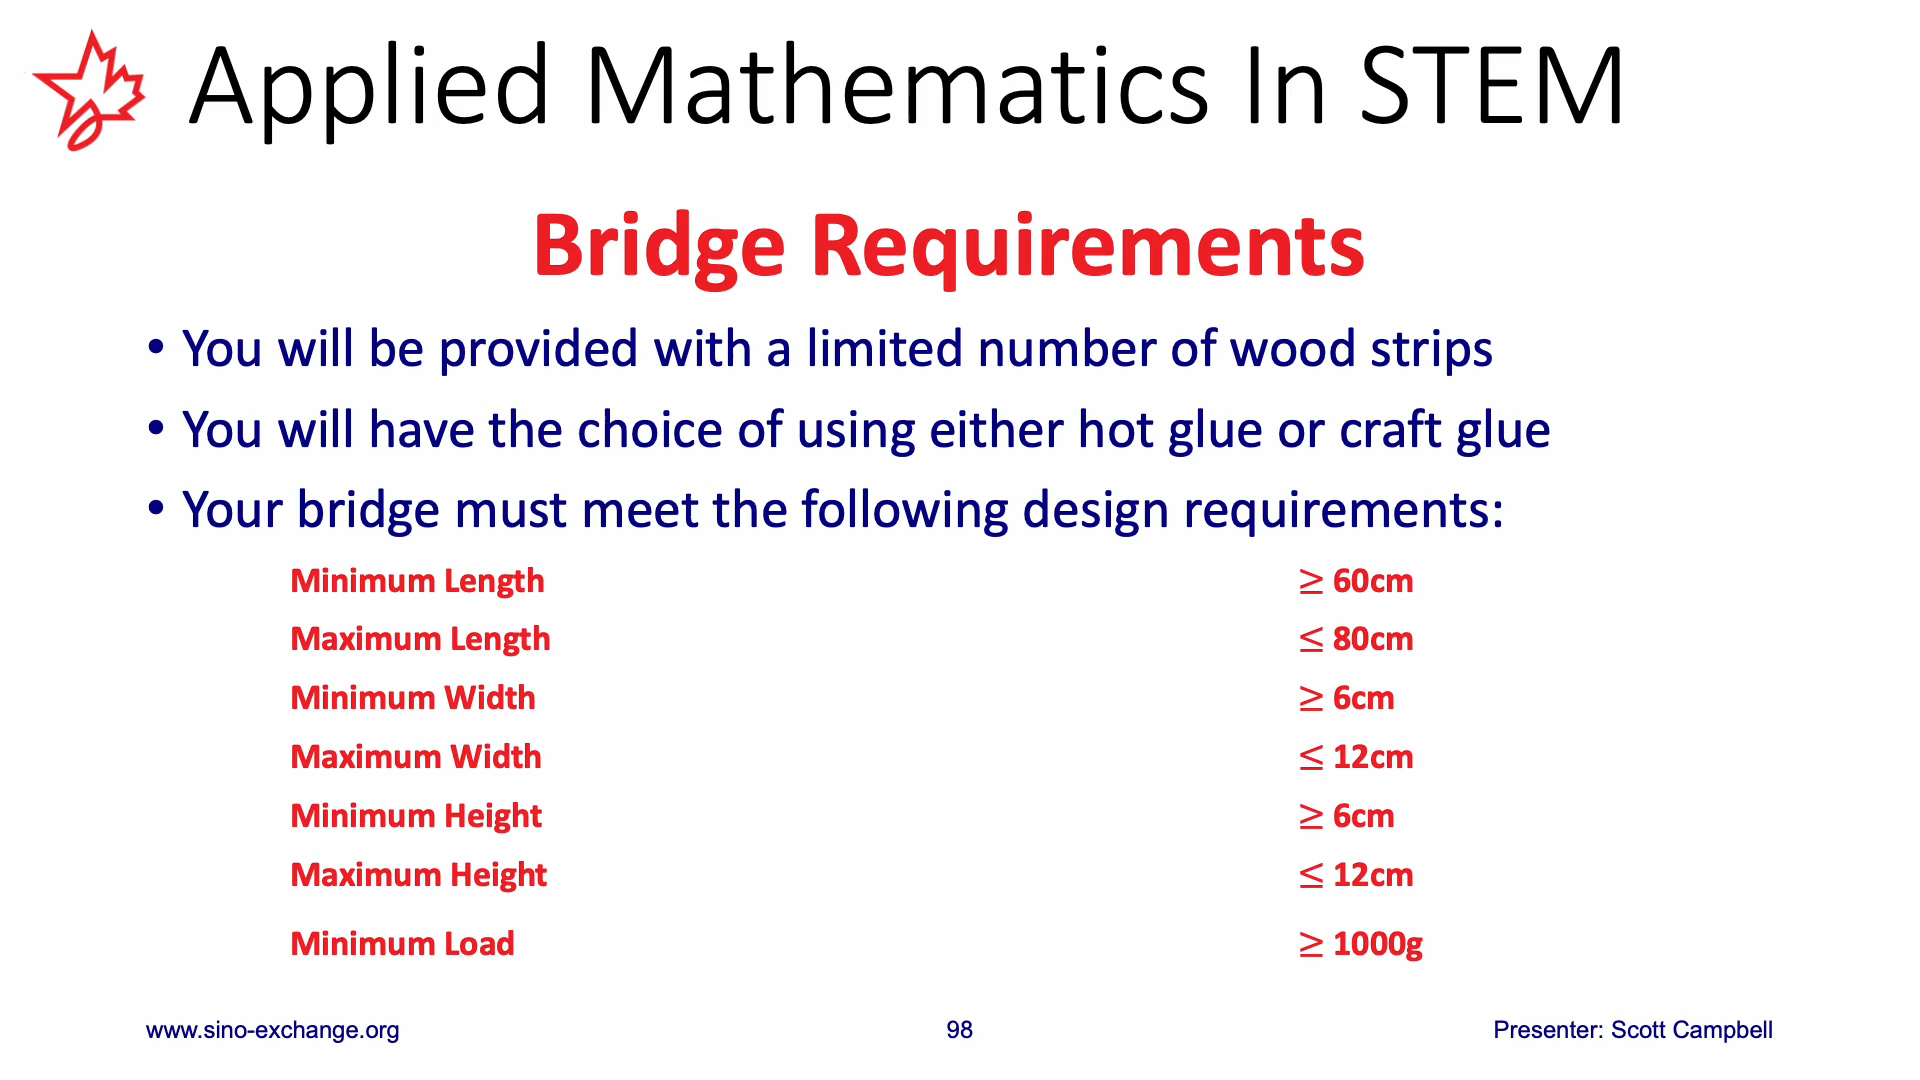 Applied Mathematics In STEM
Bridge Requirements
• You will be provided with a limited number of wood strips
• You will have the choice of using either hot glue or craft glue
• Your bridge must meet the following design requirements:
Minimum Length ≥ 60cm
Maximum Length ≤ 80cm
Minimum Width ≥ 6cm
Maximum Width ≤ 12cm
Minimum Height ≥ 6cm
Maximum Height ≤ 12cm
Minimum Load ≥ 1000g
www.sino-exchange.org 98 Presenter: Scott Campbell